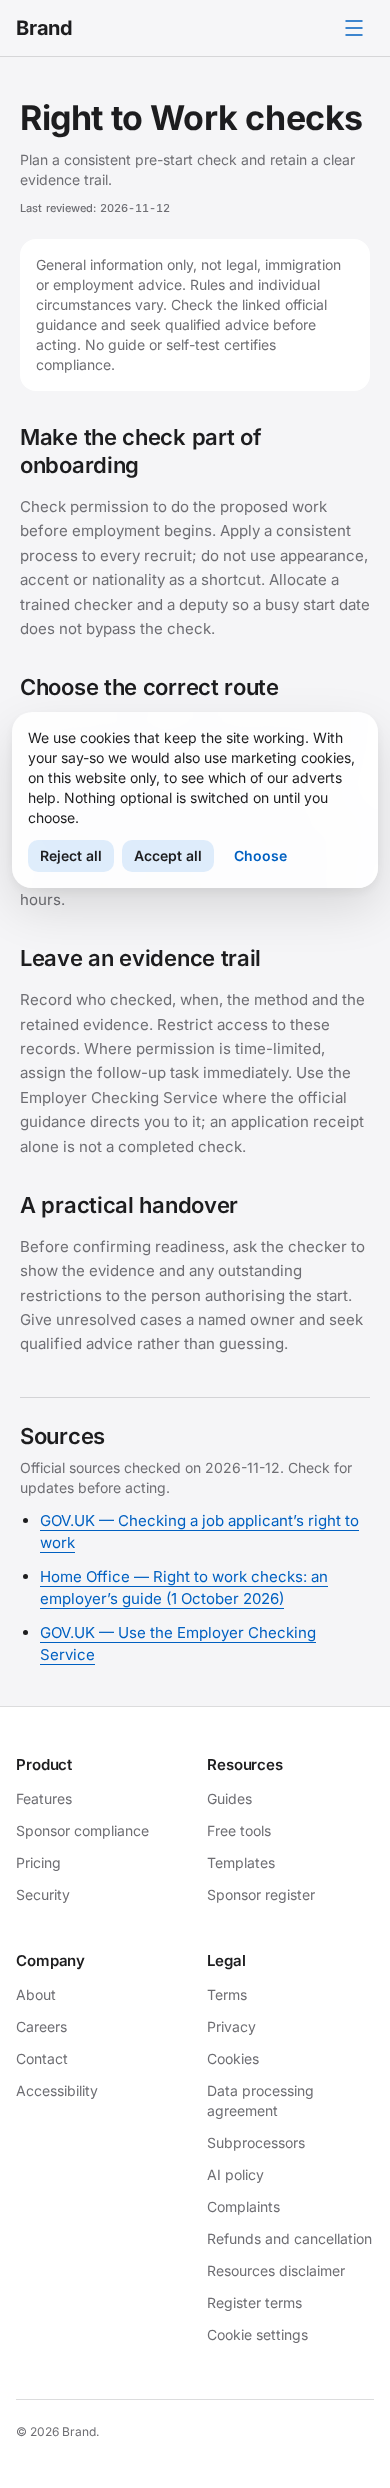 Brand
Right to Work checks
Plan a consistent pre-start check and retain a clear
evidence trail.
Last reviewed: 2026-11-12
General information only, not legal, immigration
or employment advice. Rules and individual
circumstances vary. Check the linked official
guidance and seek qualified advice before
acting. No guide or self-test certifies
compliance.
Make the check part of
onboarding
Check permission to do the proposed work
before employment begins. Apply a consistent
process to every recruit; do not use appearance,
accent or nationality as a shortcut. Allocate a
trained checker and a deputy so a busy start date
does not bypass the check.
Choose the correct route
We use cookies that keep the site working. With
your say-so we would also use marketing cookies,
on this website only, to see which of our adverts
help. Nothing optional is switched on until you
choose.
Reject all
Accept all
Choose
hours.
Leave an evidence trail
Record who checked, when, the method and the
retained evidence. Restrict access to these
records. Where permission is time-limited,
assign the follow-up task immediately. Use the
Employer Checking Service where the official
guidance directs you to it; an application receipt
alone is not a completed check.
A practical handover
Before confirming readiness, ask the checker to
show the evidence and any outstanding
restrictions to the person authorising the start.
Give unresolved cases a named owner and seek
qualified advice rather than guessing.
Sources
Official sources checked on 2026-11-12. Check for
updates before acting.
GOV.UK — Checking a job applicant’s right to
work
Home Office — Right to work checks: an
employer’s guide (1 October 2026)
GOV.UK — Use the Employer Checking
Service
Product
Features
Sponsor compliance
Pricing
Security
Resources
Guides
Free tools
Templates
Sponsor register
Company
About
Careers
Contact
Accessibility
Legal
Terms
Privacy
Cookies
Data processing
agreement
Subprocessors
AI policy
Complaints
Refunds and cancellation
Resources disclaimer
Register terms
Cookie settings
© 2026 Brand.